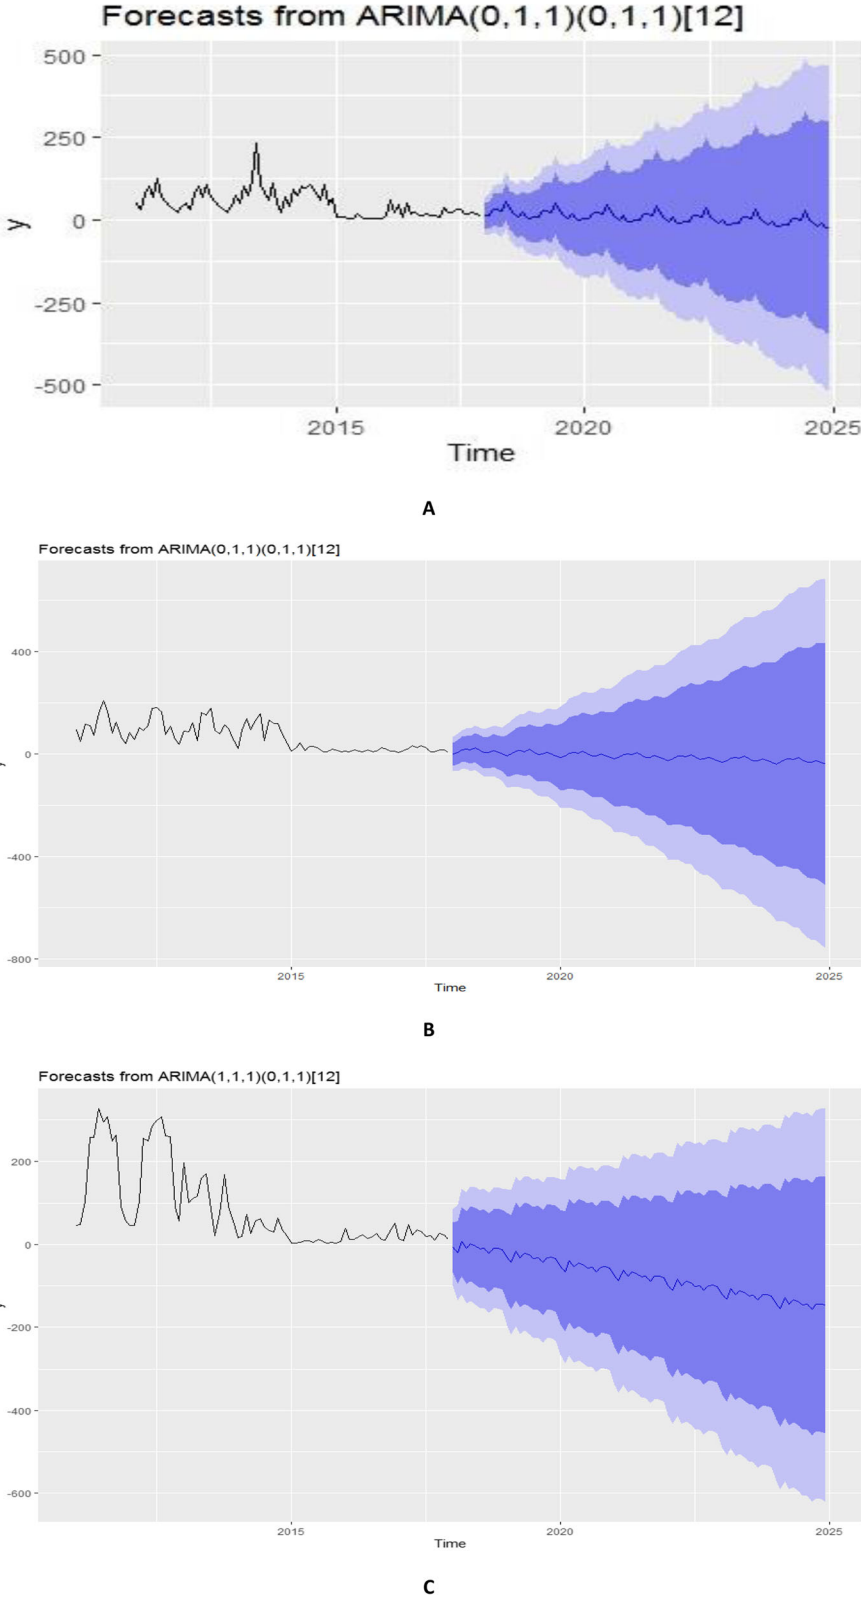 Forecasts from ARIMA(0,1,1)(0,1,1)[12]
500
250
0
-250
-500
y
2015 2020 2025
Time
A
Forecasts from ARIMA(0,1,1)(0,1,1)[12]
400
0
-400
-800
2015 2020 2025
Time
B
Forecasts from ARIMA(1,1,1)(0,1,1)[12]
200
0
-200
-400
-600
2015 2020 2025
Time
C